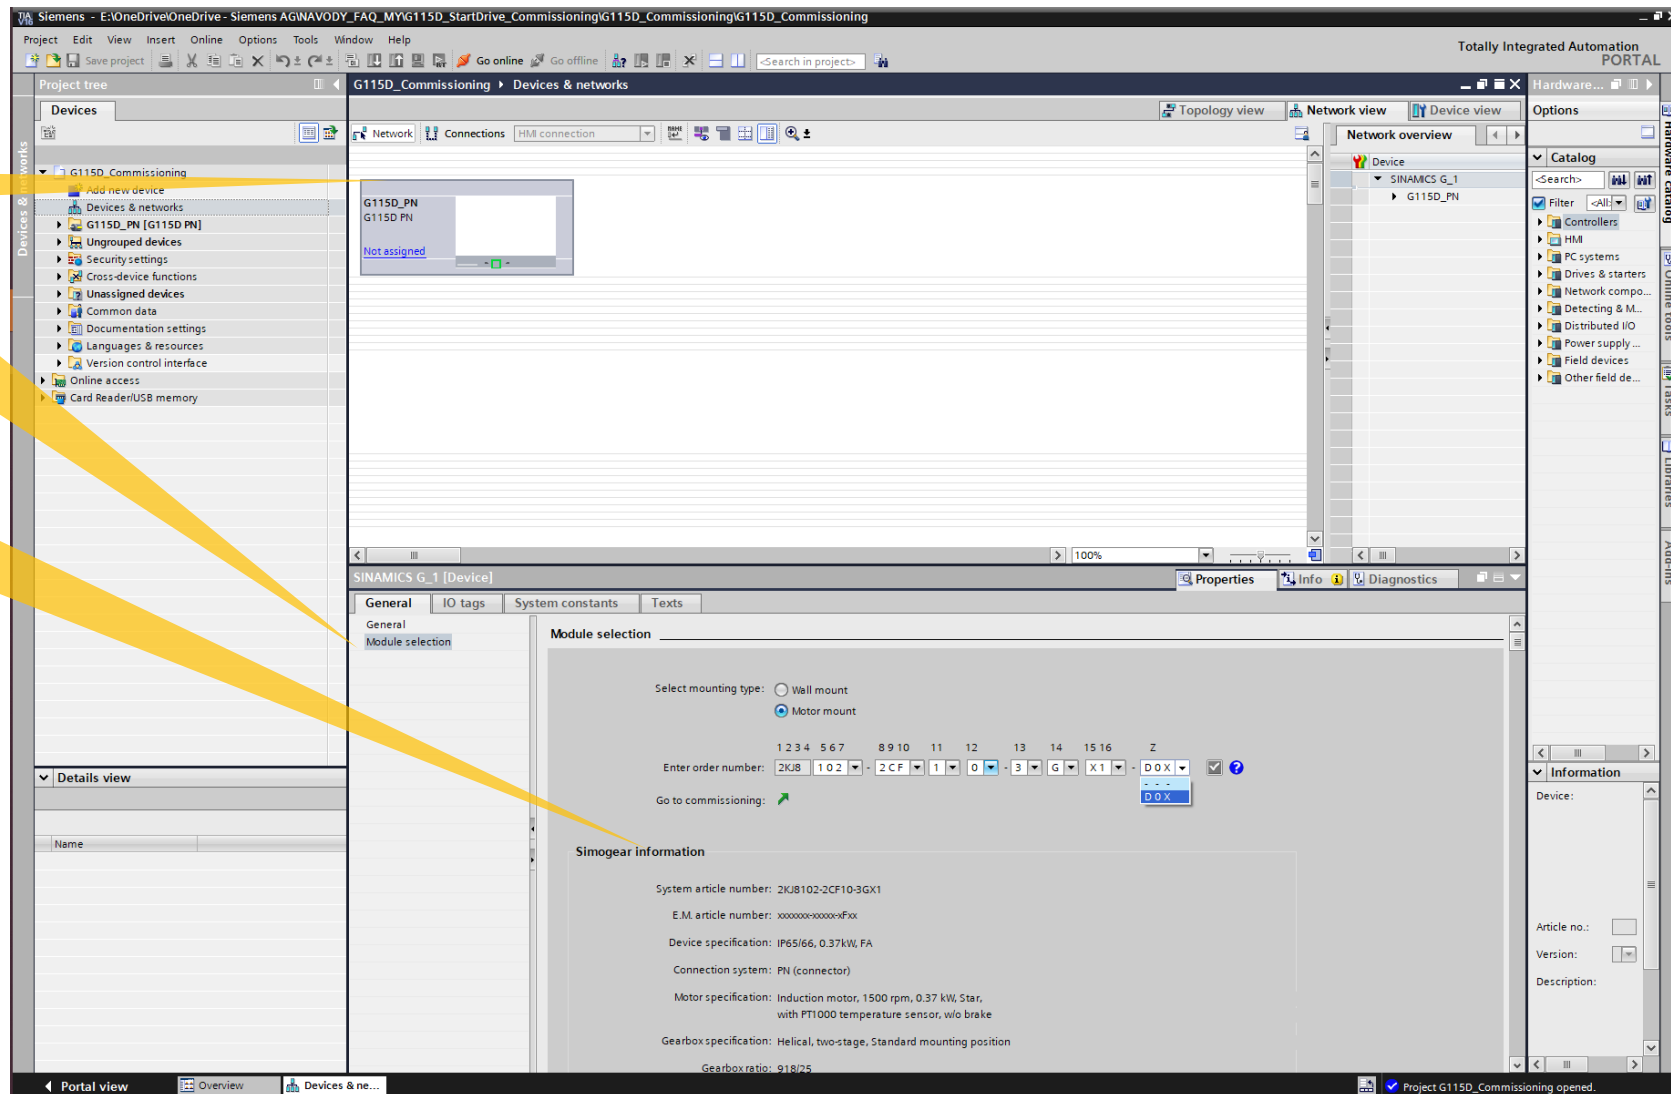 Siemens - E:\OneDrive\OneDrive - Siemens AG\NAVODY_FAQ_MY\G115D_StartDrive_Commissioning\G115D_Commissioning\G115D_Commissioning
Project Edit View Insert Online Options Tools Window Help
Totally Integrated Automation
PORTAL
Save project Go online Go offline <Search in project>
Project tree
G115D_Commissioning Devices & networks
Hardware...
Devices
Topology view Network view Device view
Options
Network Connections HMI connection
Network overview
Devices & networks
G115D_Commissioning
Add new device
Devices & networks
G115D_PN [G115D PN]
Ungrouped devices
Security settings
Cross-device functions
Unassigned devices
Common data
Documentation settings
Languages & resources
Version control interface
Online access
Card Reader/USB memory
G115D_PN
G115D PN
Not assigned
Device
SINAMICS G_1
G115D_PN
Catalog
<Search>
Filter <All>
Controllers
HMI
PC systems
Drives & starters
Network compo...
Detecting & M...
Distributed I/O
Power supply ...
Field devices
Other field de...
Hardware catalog
Online tools
Tasks
Libraries
Add-ins
100%
SINAMICS G_1 [Device]
Properties Info Diagnostics
General IO tags System constants Texts
General
Module selection
Module selection
Select mounting type: Wall mount
Motor mount
1 2 3 4 5 6 7 8 9 10 11 12 13 14 15 16 Z
Enter order number: 2KJ8 1 0 2 - 2 C F 1 0 - 3 G X 1 - D 0 X
- - -
D 0 X
Go to commissioning:
Simogear information
System article number: 2KJ8102-2CF10-3GX1
E.M. article number: xxxxxxx-xxxxx-xFxx
Device specification: IP65/66, 0.37kW, FA
Connection system: PN (connector)
Motor specification: Induction motor, 1500 rpm, 0.37 kW, Star,
with PT1000 temperature sensor, w/o brake
Gearbox specification: Helical, two-stage, Standard mounting position
Gearbox ratio: 918/25
Details view
Name
Information
Device:
Article no.:
Version:
Description:
Portal view Overview Devices & ne...
Project G115D_Commissioning opened.